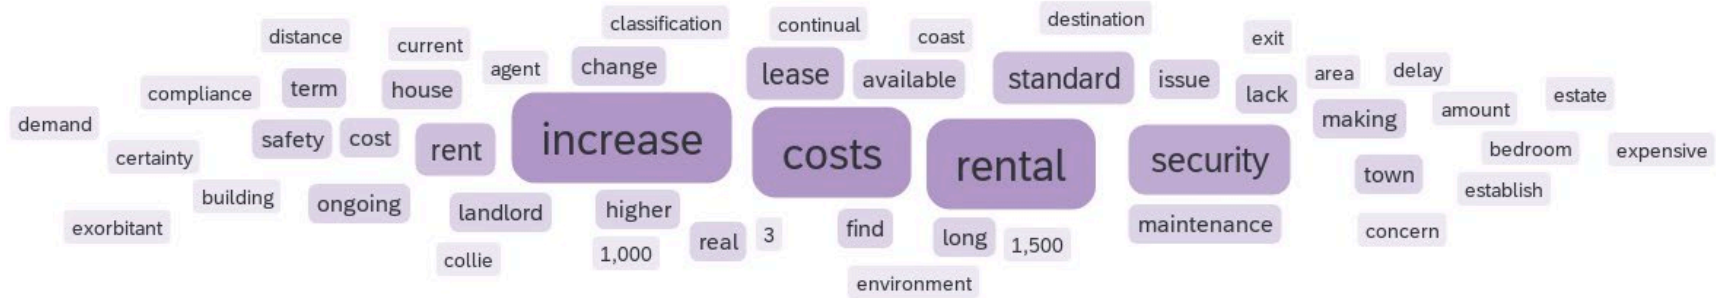 classification
continual
destination
distance
current
coast
exit
agent
change
lease
available
standard
issue
area
delay
compliance
term
house
lack
amount
estate
demand
safety
cost
rent
increase
costs
rental
security
making
certainty
bedroom
expensive
building
ongoing
landlord
higher
maintenance
town
establish
exorbitant
collie
1,000
real
3
find
long
1,500
concern
environment